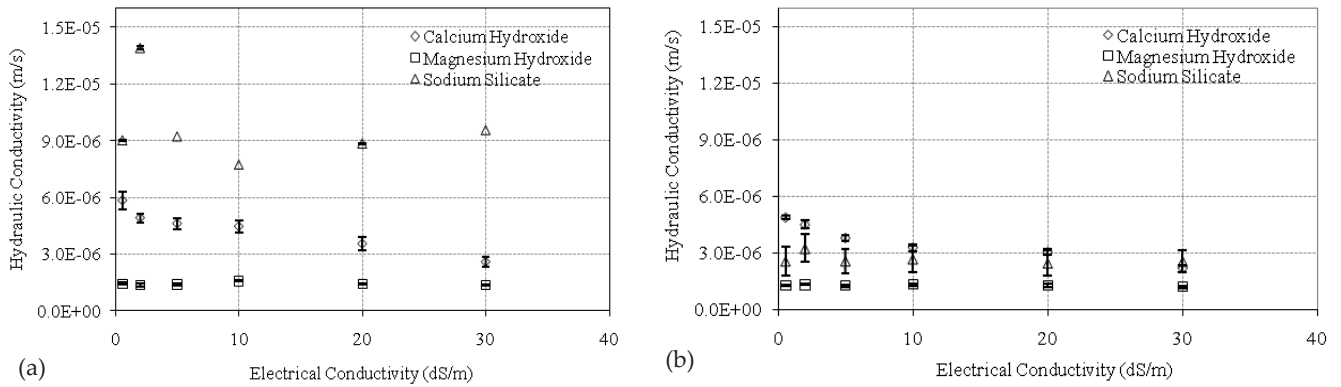 1.5E-05
1.2E-05
9.0E-06
6.0E-06
3.0E-06
0.0E+00
Hydraulic Conductivity (m/s)
Calcium Hydroxide
Magnesium Hydroxide
Sodium Silicate
0 10 20 30 40
Electrical Conductivity (dS/m)
(a)
1.5E-05
1.2E-05
9.0E-06
6.0E-06
3.0E-06
0.0E+00
Hydraulic Conductivity (m/s)
Calcium Hydroxide
Magnesium Hydroxide
Sodium Silicate
0 10 20 30 40
Electrical Conductivity (dS/m)
(b)